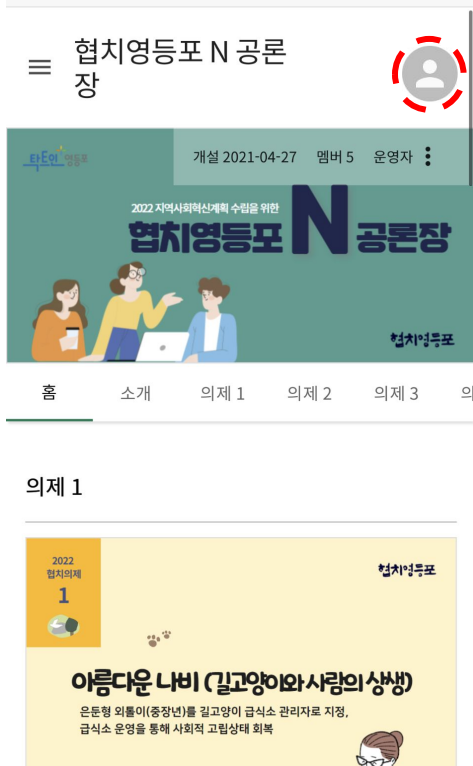 협치영등포 N 공론
장
탁트인 영등포
개설 2021-04-27 멤버 5 운영자
2022 지역사회혁신계획 수립을 위한
협치영등포 N 공론장
협치영등포
홈 소개 의제 1 의제 2 의제 3 의
의제 1
2022
협치의제
1
협치영등포
아름다운 나비 (길고양이와 사람의 상생)
은둔형 외톨이(중장년)를 길고양이 급식소 관리자로 지정,
급식소 운영을 통해 사회적 고립상태 회복